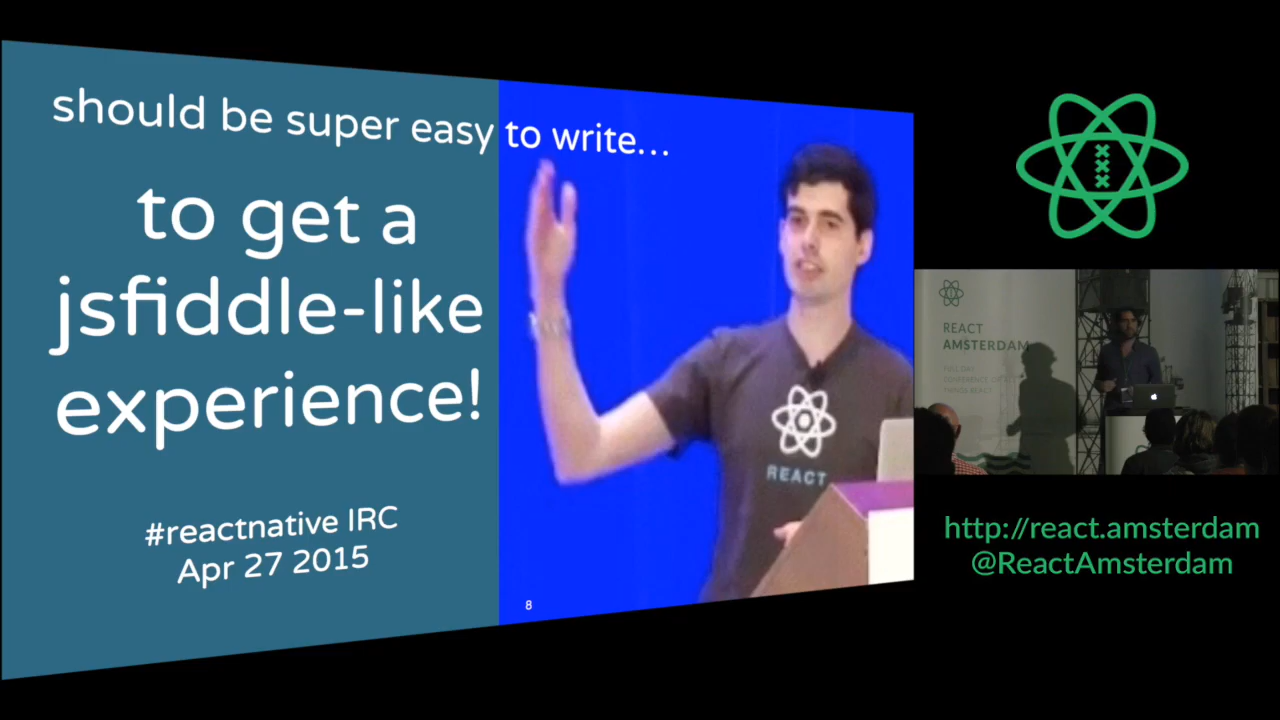 should be super easy to write...
to get a
jsfiddle-like
experience!
#reactnative IRC
Apr 27 2015
8
REACT
xxx
REACT
AMSTERDAM
http://react.amsterdam
@ReactAmsterdam